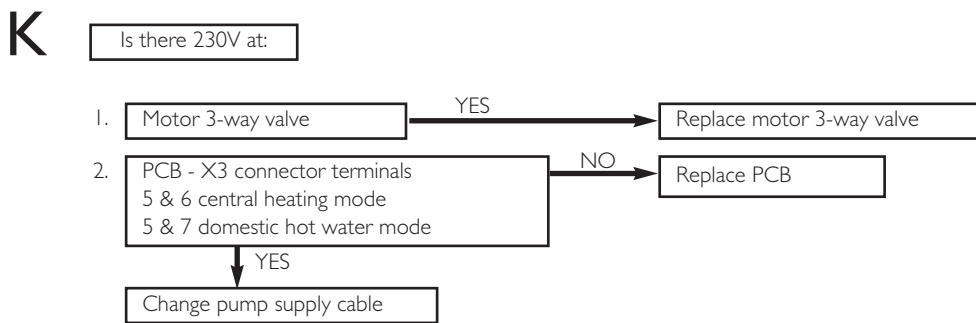 K
Is there 230V at:
YES
1. Motor 3-way valve
Replace motor 3-way valve
2. PCB - X3 connector terminals
5 & 6 central heating mode
5 & 7 domestic hot water mode
NO
Replace PCB
YES
Change pump supply cable